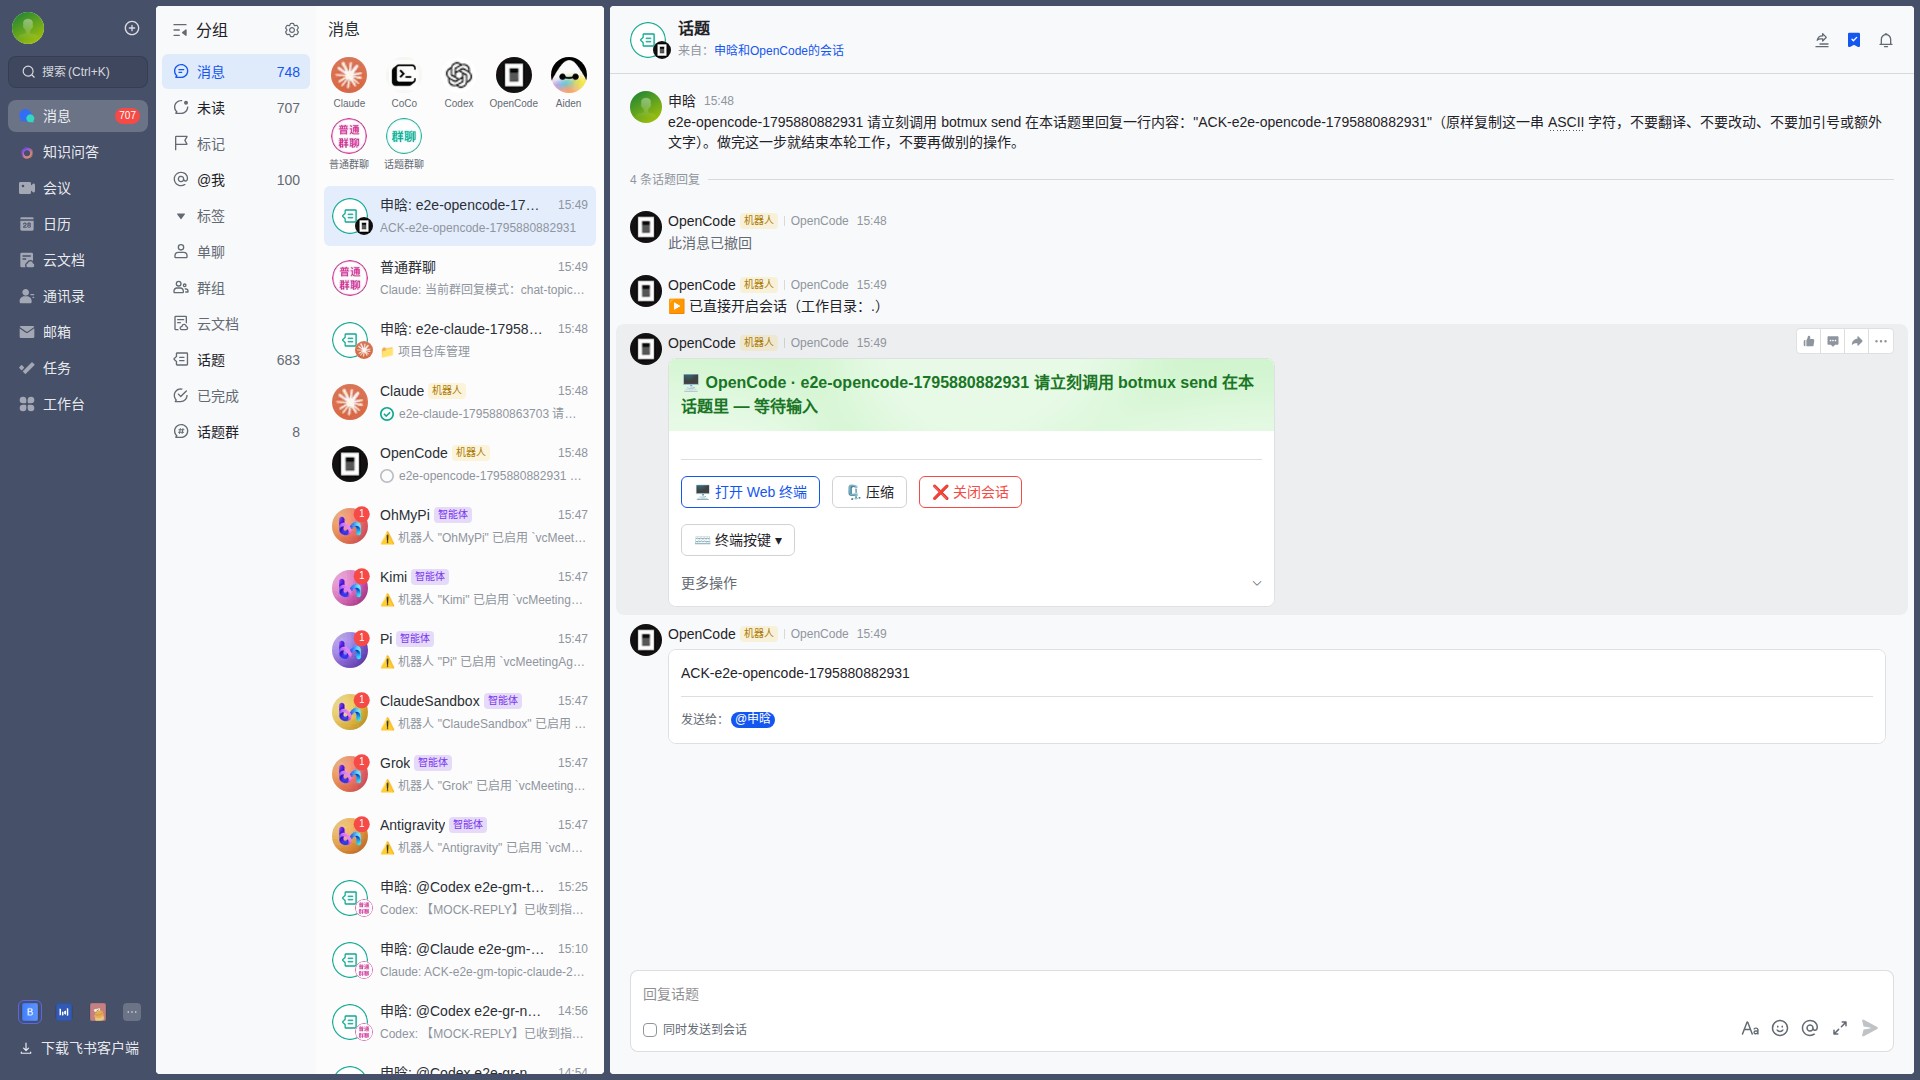 搜索 (Ctrl+K)
消息 707
知识问答
会议
日历
云文档
通讯录
邮箱
任务
工作台
下载飞书客户端
分组
消息 748
未读 707
标记
@我 100
标签
单聊
群组
云文档
话题 683
已完成
话题群 8
消息
Claude CoCo Codex OpenCode Aiden
普通群聊
群聊
普通群聊 话题群聊
申晗: e2e-opencode-17… 15:49
ACK-e2e-opencode-1795880882931
普通群聊
普通群聊 15:49
Claude: 当前群回复模式：chat-topic…
申晗: e2e-claude-17958… 15:48
📁 项目仓库管理
Claude 机器人 15:48
e2e-claude-1795880863703 请…
OpenCode 机器人 15:48
e2e-opencode-1795880882931 …
OhMyPi 智能体 15:47
1
⚠️ 机器人 "OhMyPi" 已启用 `vcMeet…
Kimi 智能体 15:47
1
⚠️ 机器人 "Kimi" 已启用 `vcMeeting…
Pi 智能体 15:47
1
⚠️ 机器人 "Pi" 已启用 `vcMeetingAg…
ClaudeSandbox 智能体 15:47
1
⚠️ 机器人 "ClaudeSandbox" 已启用 …
Grok 智能体 15:47
1
⚠️ 机器人 "Grok" 已启用 `vcMeeting…
Antigravity 智能体 15:47
1
⚠️ 机器人 "Antigravity" 已启用 `vcM…
申晗: @Codex e2e-gm-t… 15:25
Codex: 【MOCK-REPLY】已收到指…
申晗: @Claude e2e-gm-… 15:10
Claude: ACK-e2e-gm-topic-claude-2…
申晗: @Codex e2e-gr-n… 14:56
Codex: 【MOCK-REPLY】已收到指…
申晗: @Codex e2e-gr-n… 14:54
话题
来自：申晗和OpenCode的会话
申晗 15:48
e2e-opencode-1795880882931 请立刻调用 botmux send 在本话题里回复一行内容："ACK-e2e-opencode-1795880882931"（原样复制这一串 ASCII 字符，不要翻译、不要改动、不要加引号或额外
文字）。做完这一步就结束本轮工作，不要再做别的操作。
4 条话题回复
OpenCode 机器人 | OpenCode 15:48
此消息已撤回
OpenCode 机器人 | OpenCode 15:49
▶️ 已直接开启会话（工作目录：.）
OpenCode 机器人 | OpenCode 15:49
🖥️ OpenCode · e2e-opencode-1795880882931 请立刻调用 botmux send 在本
话题里 — 等待输入
🖥️ 打开 Web 终端 🗜️ 压缩 ❌ 关闭会话
⌨️ 终端按键 ▾
更多操作
OpenCode 机器人 | OpenCode 15:49
ACK-e2e-opencode-1795880882931
发送给：@申晗
回复话题
同时发送到会话